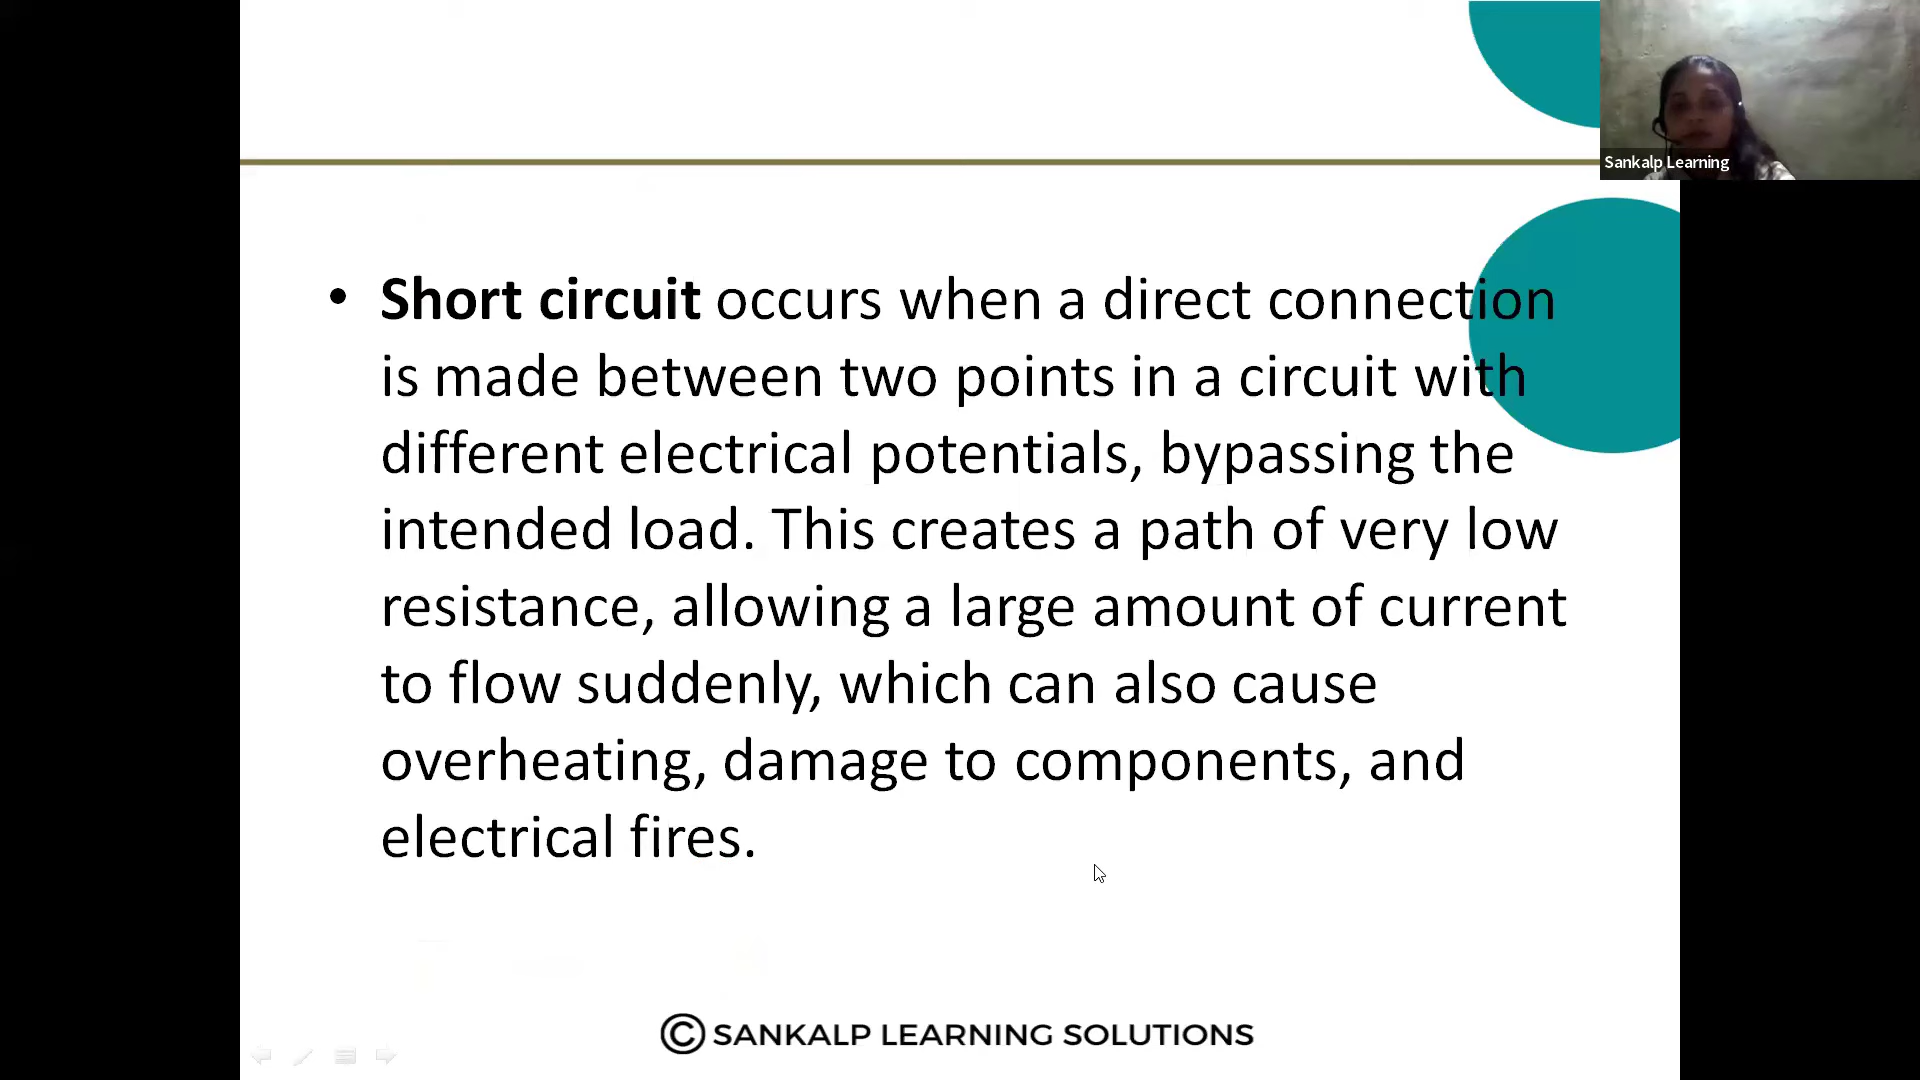 Sankalp Learning
• Short circuit occurs when a direct connection
is made between two points in a circuit with
different electrical potentials, bypassing the
intended load. This creates a path of very low
resistance, allowing a large amount of current
to flow suddenly, which can also cause
overheating, damage to components, and
electrical fires.
© SANKALP LEARNING SOLUTIONS